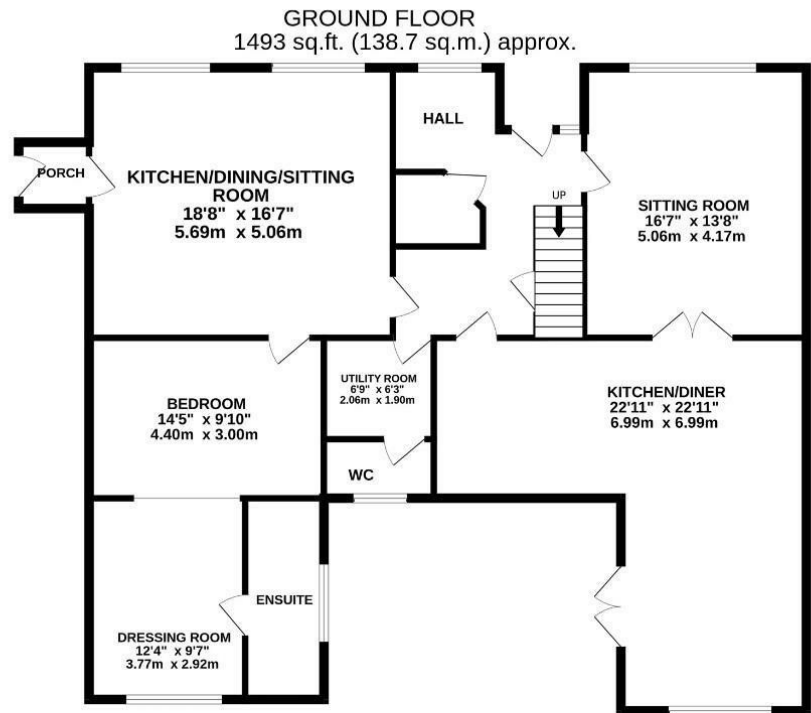 GROUND FLOOR
1493 sq.ft. (138.7 sq.m.) approx.
HALL
PORCH
KITCHEN/DINING/SITTING
ROOM
18'8" x 16'7"
5.69m x 5.06m
UP
SITTING ROOM
16'7" x 13'8"
5.06m x 4.17m
BEDROOM
14'5" x 9'10"
4.40m x 3.00m
UTILITY ROOM
6'9" x 6'3"
2.06m x 1.90m
KITCHEN/DINER
22'11" x 22'11"
6.99m x 6.99m
WC
ENSUITE
DRESSING ROOM
12'4" x 9'7"
3.77m x 2.92m